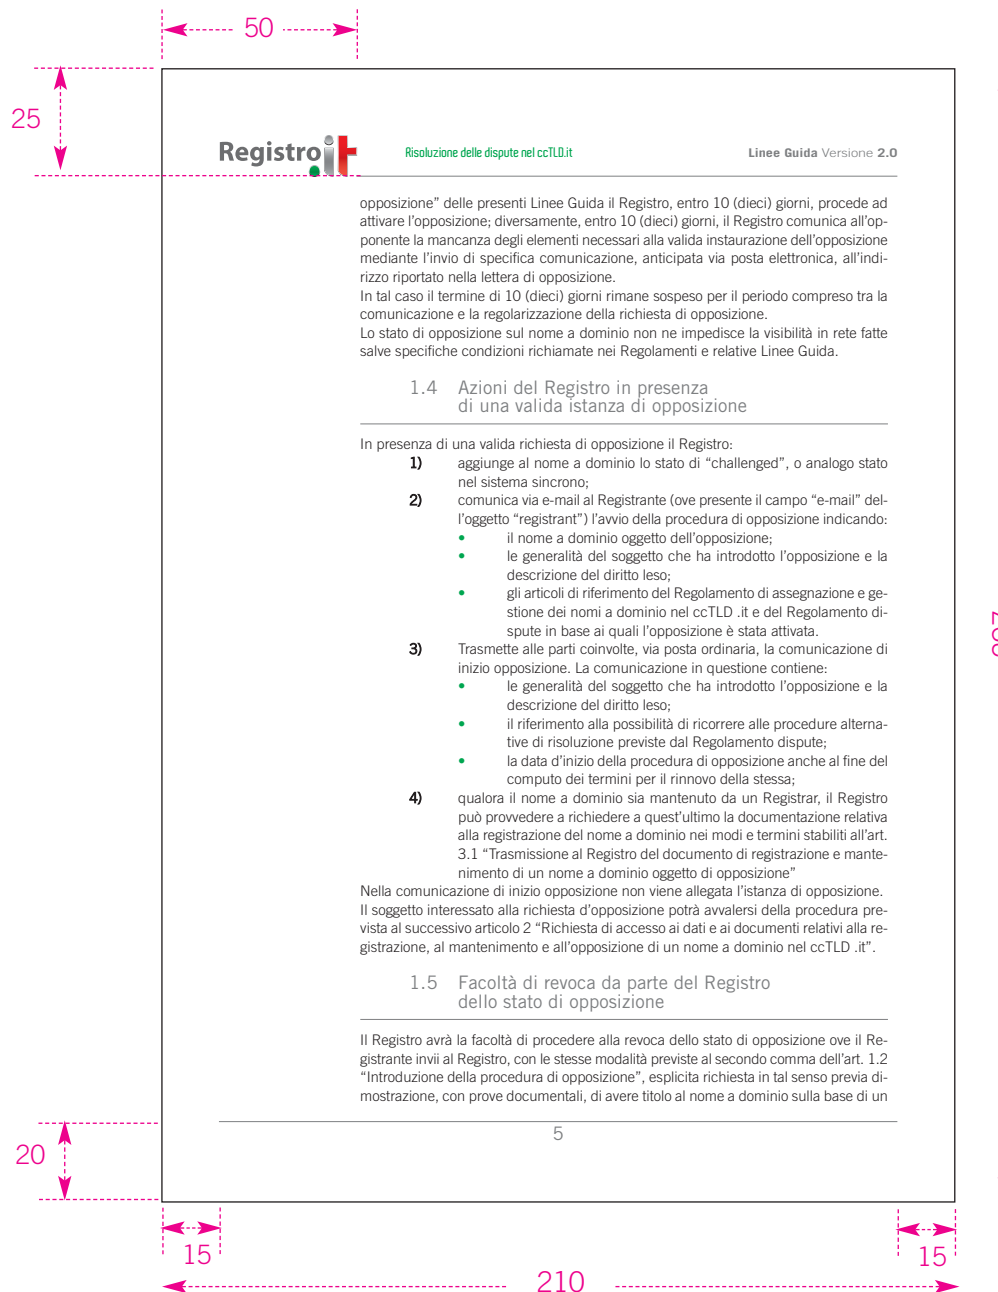 50
25
Registro.it
Risoluzione delle dispute nel ccTLD.it
Linee Guida Versione 2.0
opposizione” delle presenti Linee Guida il Registro, entro 10 (dieci) giorni, procede ad
attivare l’opposizione; diversamente, entro 10 (dieci) giorni, il Registro comunica all’op-
ponente la mancanza degli elementi necessari alla valida instaurazione dell’opposizione
mediante l’invio di specifica comunicazione, anticipata via posta elettronica, all’indi-
rizzo riportato nella lettera di opposizione.
In tal caso il termine di 10 (dieci) giorni rimane sospeso per il periodo compreso tra la
comunicazione e la regolarizzazione della richiesta di opposizione.
Lo stato di opposizione sul nome a dominio non ne impedisce la visibilità in rete fatte
salve specifiche condizioni richiamate nei Regolamenti e relative Linee Guida.
1.4 Azioni del Registro in presenza
di una valida istanza di opposizione
In presenza di una valida richiesta di opposizione il Registro:
1) aggiunge al nome a dominio lo stato di “challenged”, o analogo stato
nel sistema sincrono;
2) comunica via e-mail al Registrante (ove presente il campo “e-mail” del-
l’oggetto “registrant”) l’avvio della procedura di opposizione indicando:
• il nome a dominio oggetto dell’opposizione;
• le generalità del soggetto che ha introdotto l’opposizione e la
descrizione del diritto leso;
• gli articoli di riferimento del Regolamento di assegnazione e ge-
stione dei nomi a dominio nel ccTLD .it e del Regolamento di-
spute in base ai quali l’opposizione è stata attivata.
3) Trasmette alle parti coinvolte, via posta ordinaria, la comunicazione di
inizio opposizione. La comunicazione in questione contiene:
• le generalità del soggetto che ha introdotto l’opposizione e la
descrizione del diritto leso;
• il riferimento alla possibilità di ricorrere alle procedure alterna-
tive di risoluzione previste dal Regolamento dispute;
• la data d’inizio della procedura di opposizione anche al fine del
computo dei termini per il rinnovo della stessa;
4) qualora il nome a dominio sia mantenuto da un Registrar, il Registro
può provvedere a richiedere a quest’ultimo la documentazione relativa
alla registrazione del nome a dominio nei modi e termini stabiliti all’art.
3.1 “Trasmissione al Registro del documento di registrazione e mante-
nimento di un nome a dominio oggetto di opposizione”
Nella comunicazione di inizio opposizione non viene allegata l’istanza di opposizione.
Il soggetto interessato alla richiesta d’opposizione potrà avvalersi della procedura pre-
vista al successivo articolo 2 “Richiesta di accesso ai dati e ai documenti relativi alla re-
gistrazione, al mantenimento e all’opposizione di un nome a dominio nel ccTLD .it”.
1.5 Facoltà di revoca da parte del Registro
dello stato di opposizione
Il Registro avrà la facoltà di procedere alla revoca dello stato di opposizione ove il Re-
gistrante invii al Registro, con le stesse modalità previste al secondo comma dell’art. 1.2
“Introduzione della procedura di opposizione”, esplicita richiesta in tal senso previa di-
mostrazione, con prove documentali, di avere titolo al nome a dominio sulla base di un
5
20
15
15
210